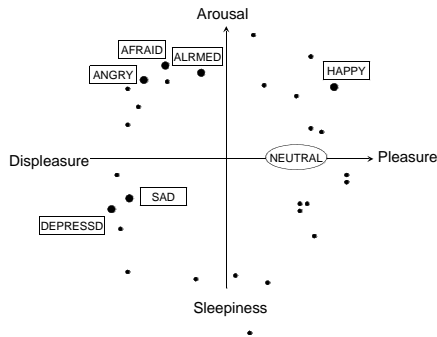 Arousal
AFRAID
ALRMED
ANGRY
HAPPY
Displeasure
NEUTRAL
Pleasure
SAD
DEPRESSD
Sleepiness